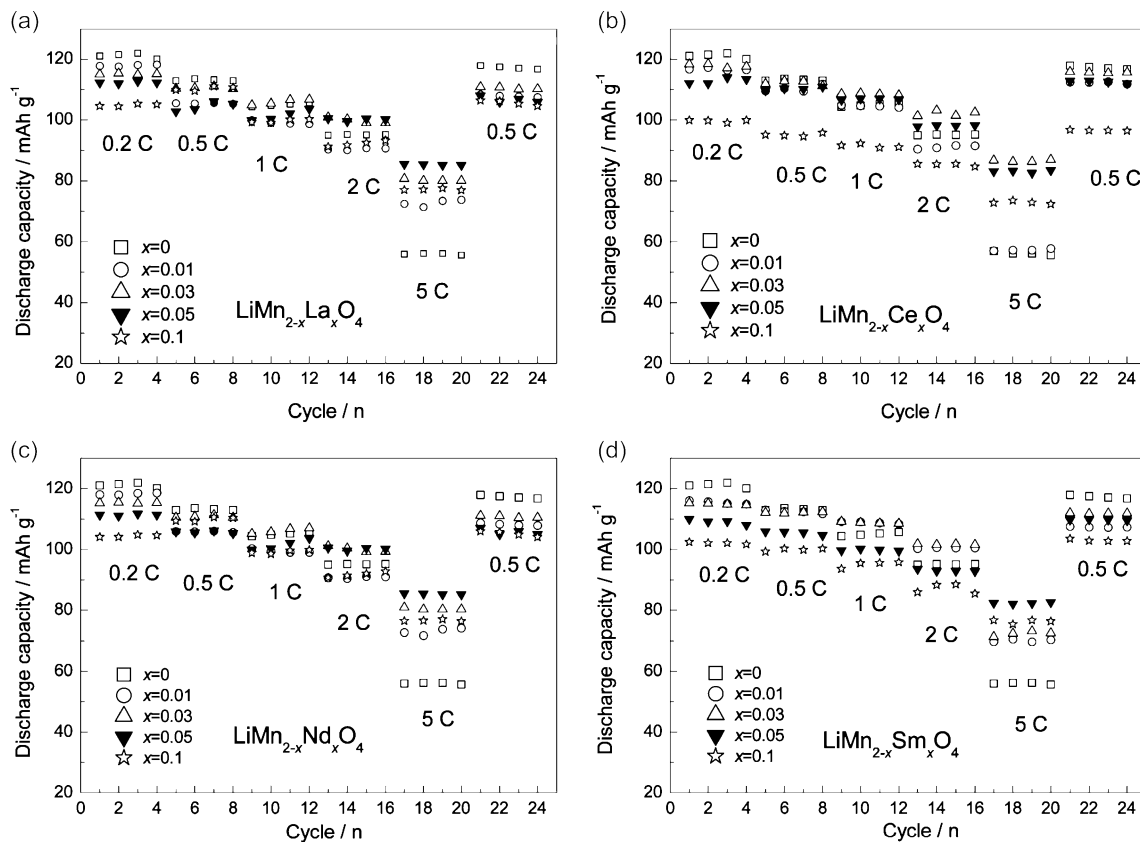 (a)
120
100
80
60
40
20
Discharge capacity / mAh g⁻¹
0.2 C
0.5 C
1 C
2 C
5 C
0.5 C
x=0
x=0.01
x=0.03
x=0.05
x=0.1
LiMn₂₋ₓLaₓO₄
0 2 4 6 8 10 12 14 16 18 20 22 24
Cycle / n
(b)
120
100
80
60
40
20
Discharge capacity / mAh g⁻¹
0.2 C
0.5 C
1 C
2 C
5 C
0.5 C
x=0
x=0.01
x=0.03
x=0.05
x=0.1
LiMn₂₋ₓCeₓO₄
0 2 4 6 8 10 12 14 16 18 20 22 24
Cycle / n
(c)
120
100
80
60
40
20
Discharge capacity / mAh g⁻¹
0.2 C
0.5 C
1 C
2 C
5 C
0.5 C
x=0
x=0.01
x=0.03
x=0.05
x=0.1
LiMn₂₋ₓNdₓO₄
0 2 4 6 8 10 12 14 16 18 20 22 24
Cycle / n
(d)
120
100
80
60
40
20
Discharge capacity / mAh g⁻¹
0.2 C
0.5 C
1 C
2 C
5 C
0.5 C
x=0
x=0.01
x=0.03
x=0.05
x=0.1
LiMn₂₋ₓSmₓO₄
0 2 4 6 8 10 12 14 16 18 20 22 24
Cycle / n